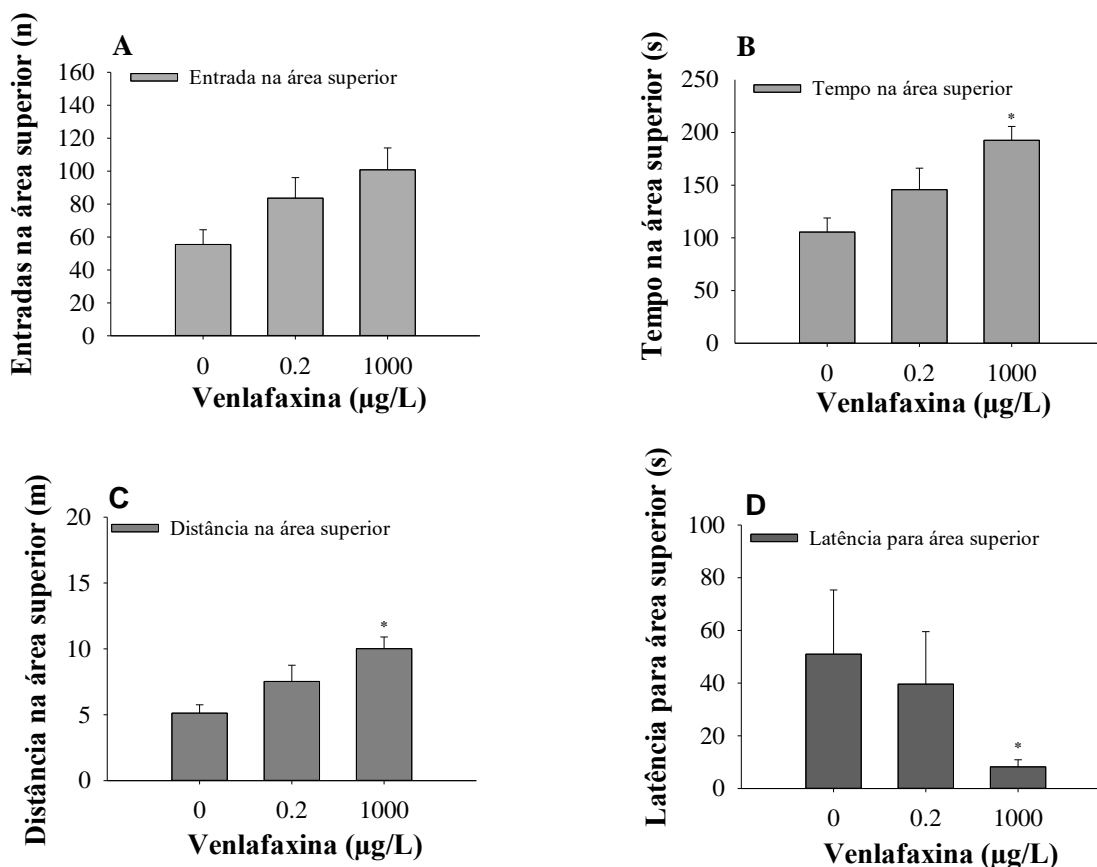 A
Entradas na área superior (n)
160
140
120
100
80
60
40
20
0
Entrada na área superior
0 0.2 1000
Venlafaxina (µg/L)
B
Tempo na área superior (s)
250
200
150
100
50
0
Tempo na área superior
*
0 0.2 1000
Venlafaxina (µg/L)
C
Distância na área superior (m)
20
15
10
5
0
Distância na área superior
*
0 0.2 1000
Venlafaxina (µg/L)
D
Latência para área superior (s)
100
80
60
40
20
0
Latência para área superior
*
0 0.2 1000
Venlafaxina (µg/L)